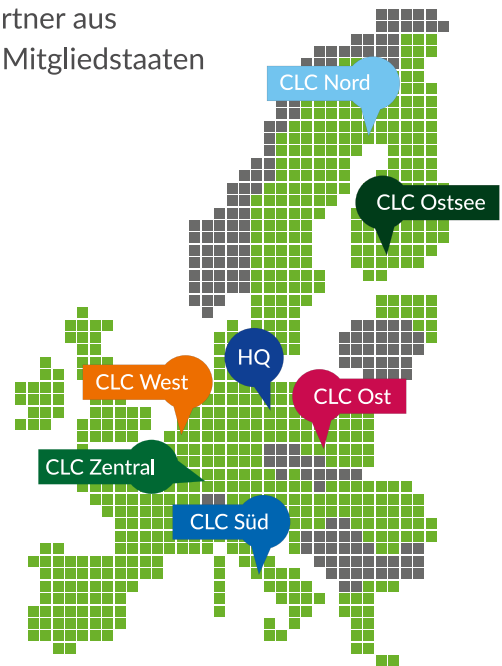 rtner aus
Mitgliedstaaten
CLC Nord
CLC Ostsee
HQ
CLC West
CLC Ost
CLC Zentral
CLC Süd